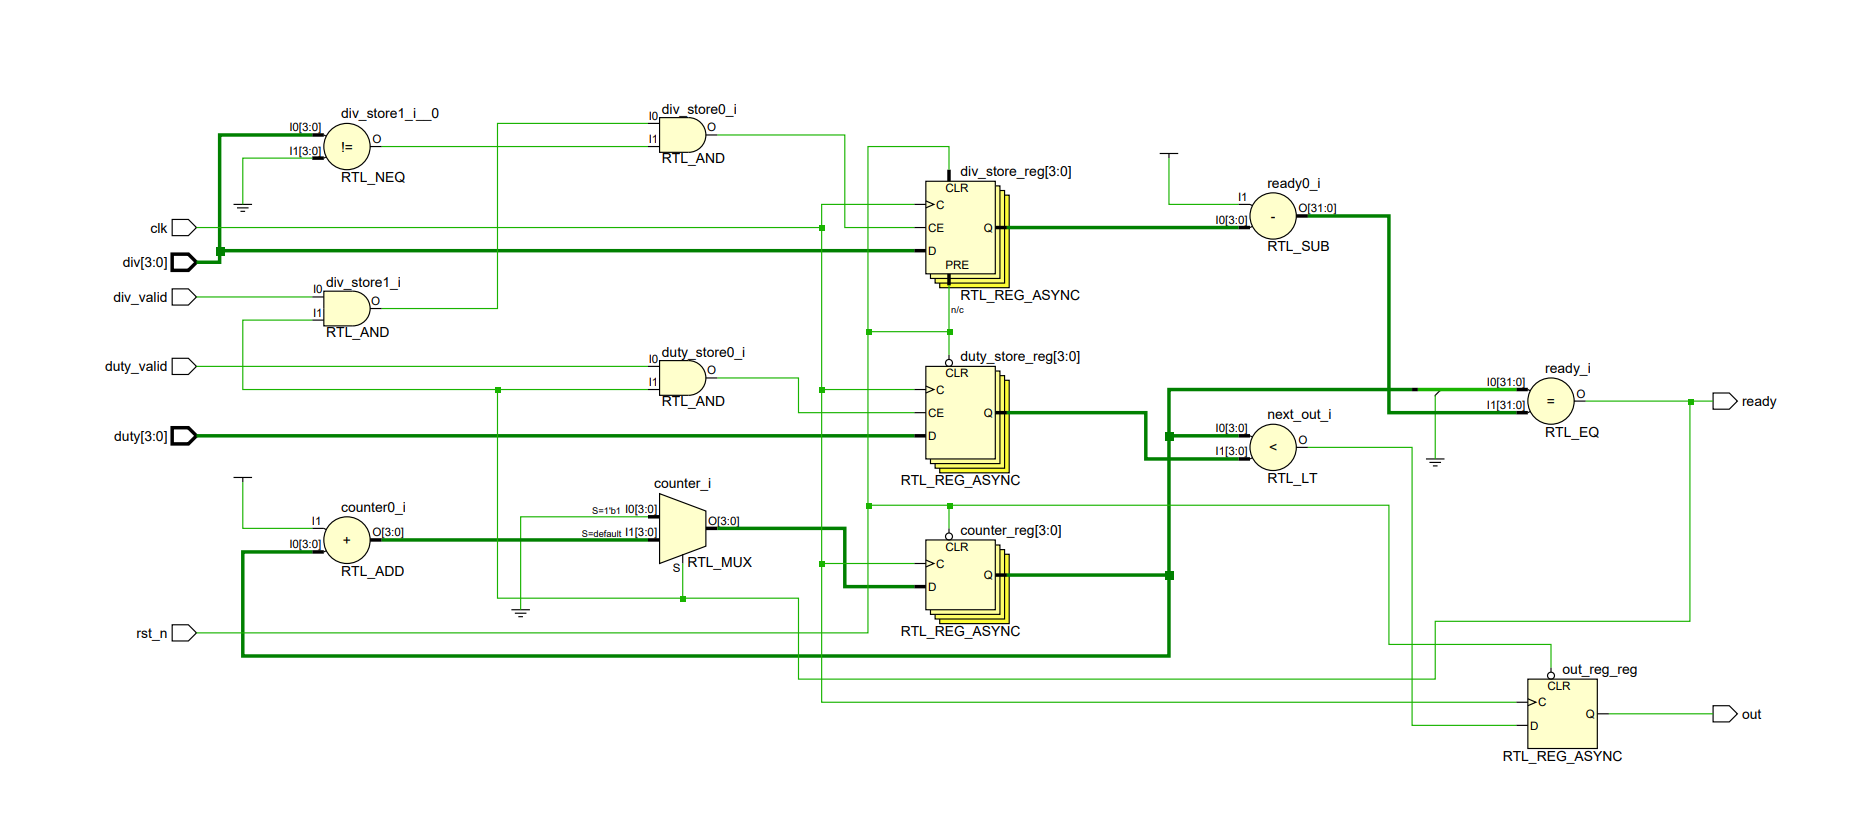 div_store1_i__0
I0[3:0]
I1[3:0]
!=
O
RTL_NEQ
div_store0_i
I0
I1
O
RTL_AND
clk
div[3:0]
div_valid
duty_valid
duty[3:0]
rst_n
div_store1_i
I0
I1
O
RTL_AND
duty_store0_i
I0
I1
O
RTL_AND
counter0_i
I1
I0[3:0]
+
O[3:0]
RTL_ADD
counter_i
S=1'b1 I0[3:0]
S=default I1[3:0]
O[3:0]
S
RTL_MUX
div_store_reg[3:0]
CLR
C
CE
D
Q
PRE
RTL_REG_ASYNC
n/c
duty_store_reg[3:0]
CLR
C
CE
D
Q
RTL_REG_ASYNC
counter_reg[3:0]
CLR
C
D
Q
RTL_REG_ASYNC
ready0_i
I1
I0[3:0]
-
O[31:0]
RTL_SUB
next_out_i
I0[3:0]
I1[3:0]
<
O
RTL_LT
ready_i
I0[31:0]
I1[31:0]
=
O
RTL_EQ
ready
out_reg_reg
CLR
C
D
Q
RTL_REG_ASYNC
out